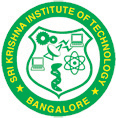 SRI KRISHNA INSTITUTE OF TECHNOLOGY
★ BANGALORE ★